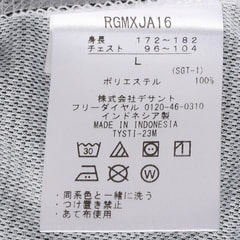 RGMXJA16
身長 172~182
チェスト 96~104
L
(SGT-1)
ポリエステル 100%
株式会社デサント
フリーダイヤル 0120-46-0310
インドネシア製
MADE IN INDONESIA
TYSTI-23M
30
・同系色と一緒に洗う
・つけ置き禁止
・あて布使用